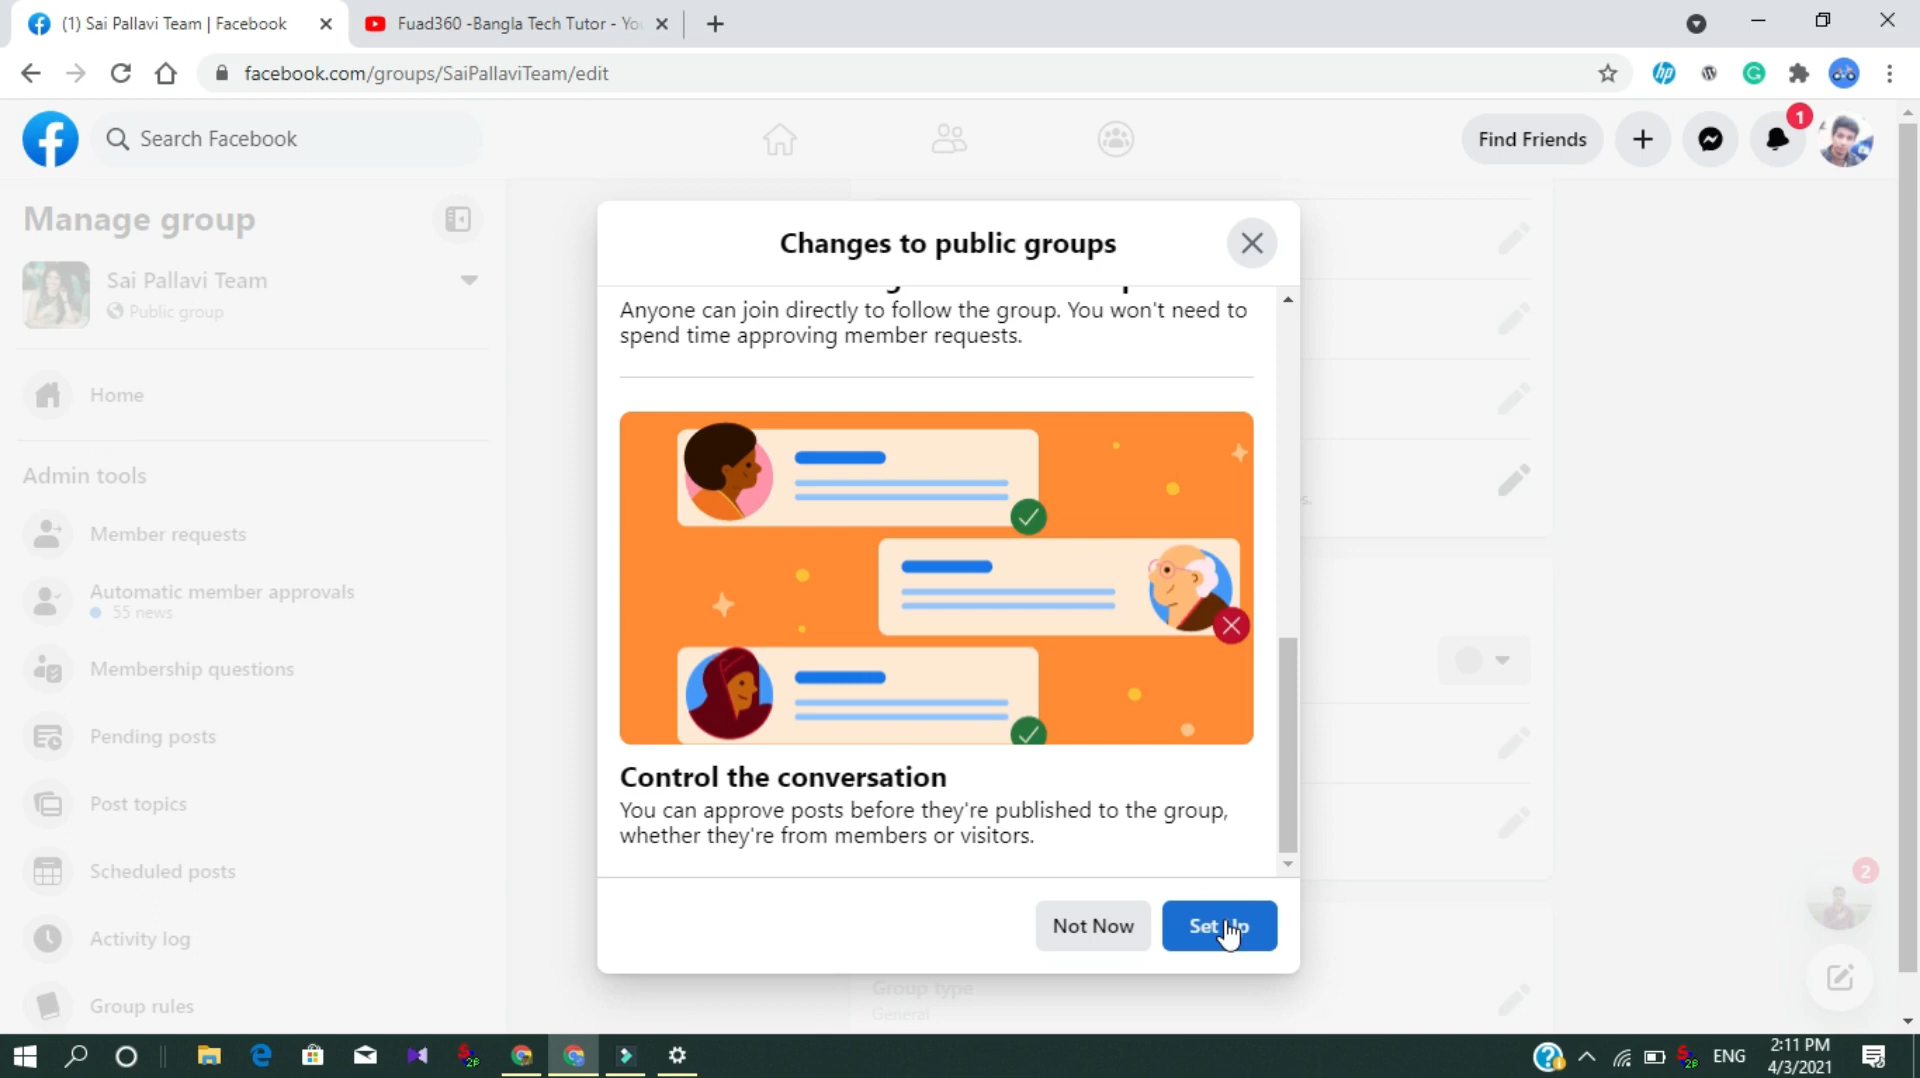 (1) Sai Pallavi Team | Facebook
Fuad360 -Bangla Tech Tutor - Yo
facebook.com/groups/SaiPallaviTeam/edit
Search Facebook
Find Friends
1
Manage group
Sai Pallavi Team
Public group
Home
Admin tools
Member requests
Automatic member approvals
55 news
Membership questions
Pending posts
Post topics
Scheduled posts
Activity log
Group rules
Changes to public groups
Anyone can join directly to follow the group. You won't need to
spend time approving member requests.
Control the conversation
You can approve posts before they're published to the group,
whether they're from members or visitors.
Not Now
Set Up
Group type
General
2
ENG
2:11 PM
4/3/2021